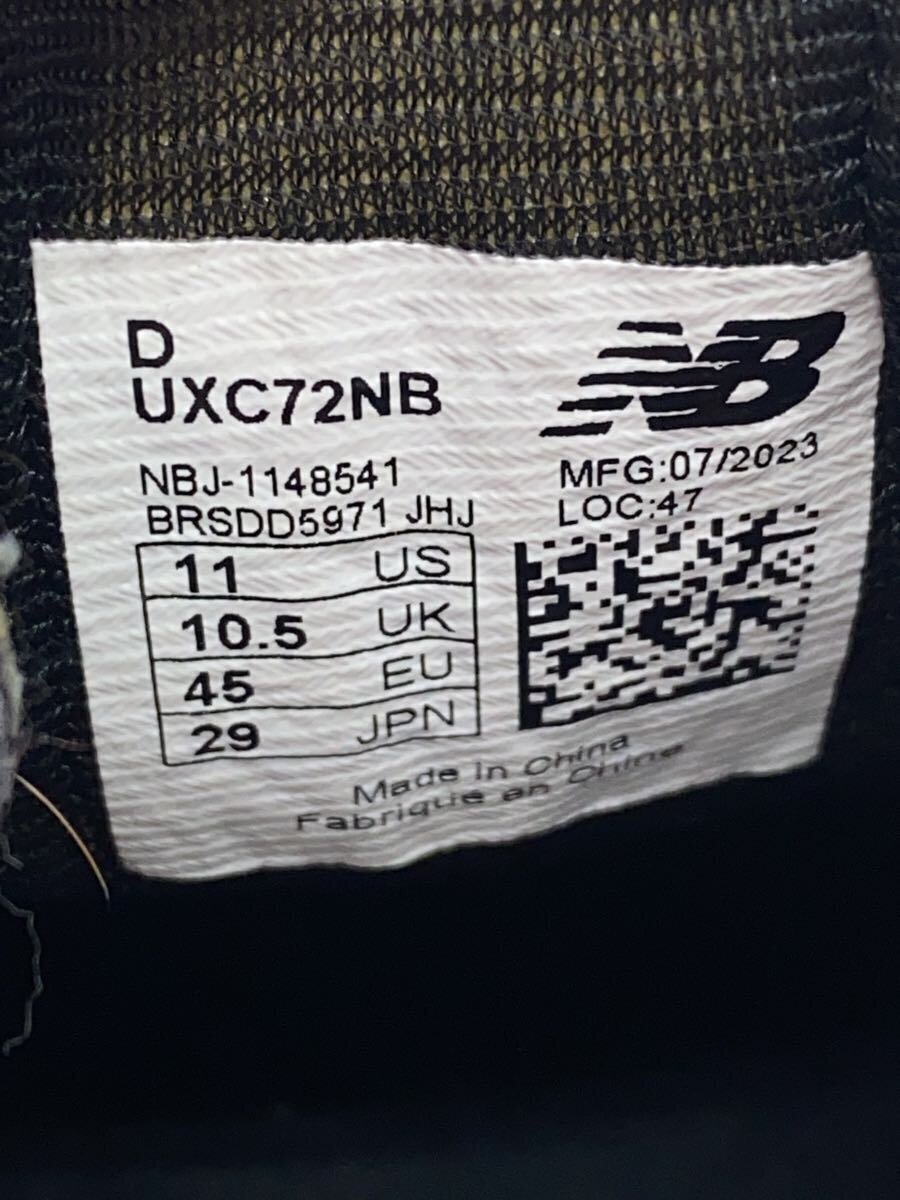 D
UXC72NB
NB
NBJ-1148541
MFG:07/2023
BRSDD5971 JHJ
LOC:47
11 US
10.5 UK
45 EU
29 JPN
Made in China
Fabrique en Chine